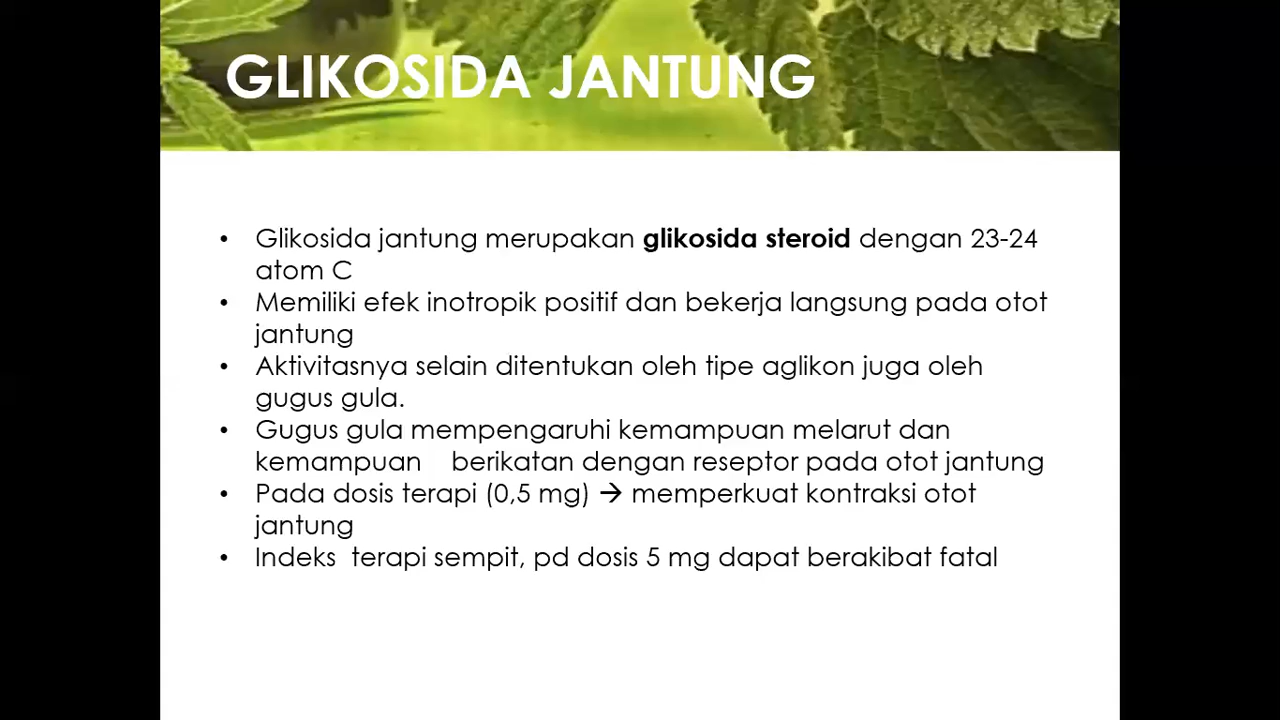 GLIKOSIDA JANTUNG
• Glikosida jantung merupakan glikosida steroid dengan 23-24
atom C
• Memiliki efek inotropik positif dan bekerja langsung pada otot
jantung
• Aktivitasnya selain ditentukan oleh tipe aglikon juga oleh
gugus gula.
• Gugus gula mempengaruhi kemampuan melarut dan
kemampuan berikatan dengan reseptor pada otot jantung
• Pada dosis terapi (0,5 mg) → memperkuat kontraksi otot
jantung
• Indeks terapi sempit, pd dosis 5 mg dapat berakibat fatal